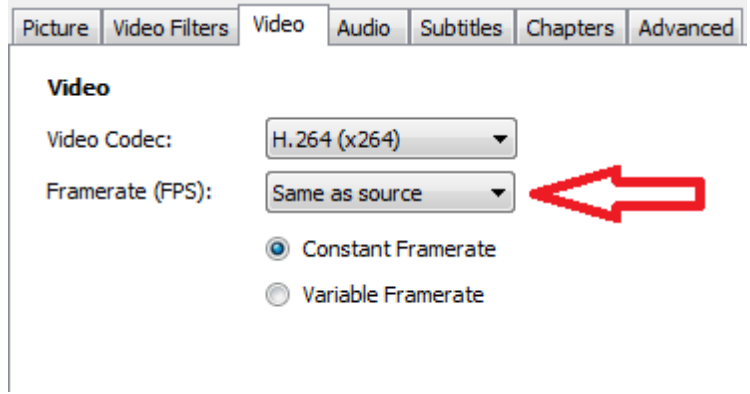 Picture Video Filters Video Audio Subtitles Chapters Advanced
Video
Video Codec: H.264 (x264)
Framerate (FPS): Same as source
Constant Framerate
Variable Framerate